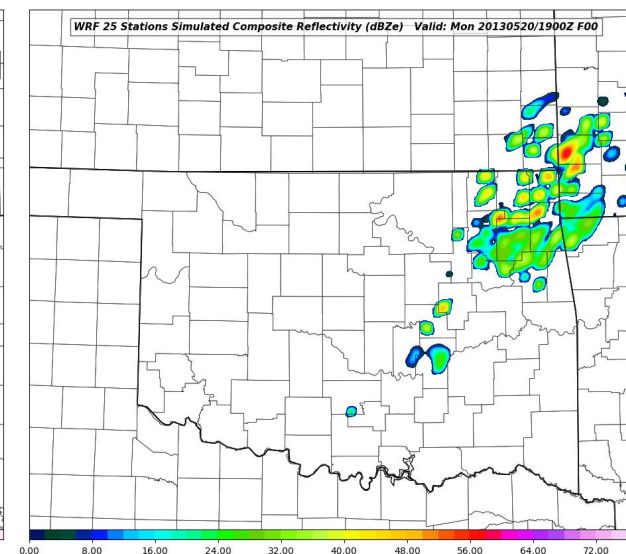 WRF 25 Stations Simulated Composite Reflectivity (dBZe) Valid: Mon 20130520/1900Z F00
0.00 8.00 16.00 24.00 32.00 40.00 48.00 56.00 64.00 72.00